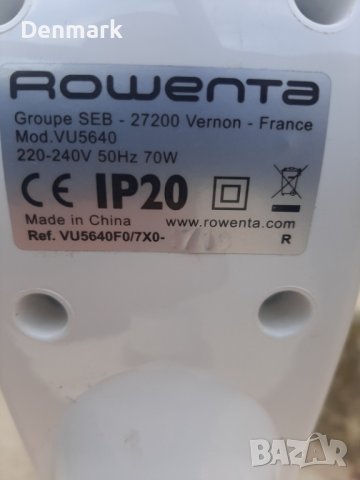 Denmark
Rowenta
Groupe SEB - 27200 Vernon - France
Mod.VU5640
220-240V 50Hz 70W
CE IP20
Made in China www.rowenta.com
Ref. VU5640F0/7X0- R
BAZAR